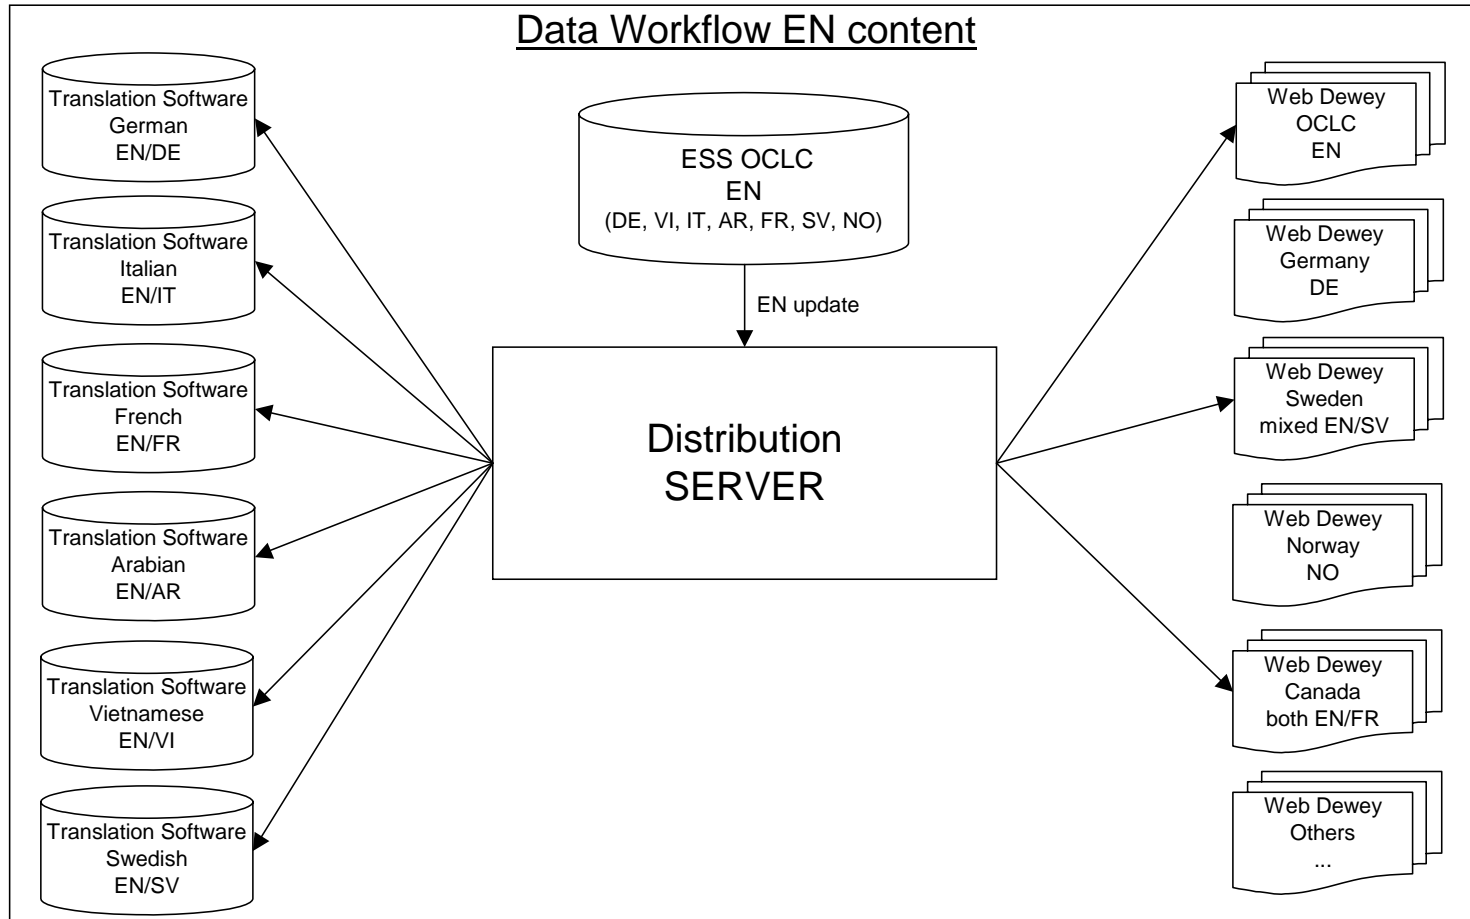 Data Workflow EN content
Translation Software
German
EN/DE
Translation Software
Italian
EN/IT
Translation Software
French
EN/FR
Translation Software
Arabian
EN/AR
Translation Software
Vietnamese
EN/VI
Translation Software
Swedish
EN/SV
ESS OCLC
EN
(DE, VI, IT, AR, FR, SV, NO)
EN update
Distribution
SERVER
Web Dewey
OCLC
EN
Web Dewey
Germany
DE
Web Dewey
Sweden
mixed EN/SV
Web Dewey
Norway
NO
Web Dewey
Canada
both EN/FR
Web Dewey
Others
...